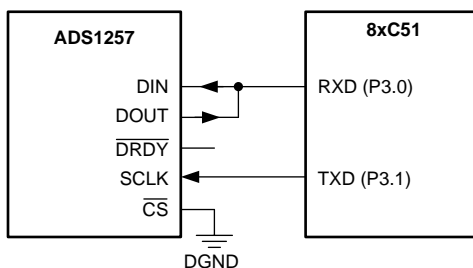 ADS1257
8xC51
DIN
RXD (P3.0)
DOUT
DRDY
SCLK
TXD (P3.1)
CS
DGND